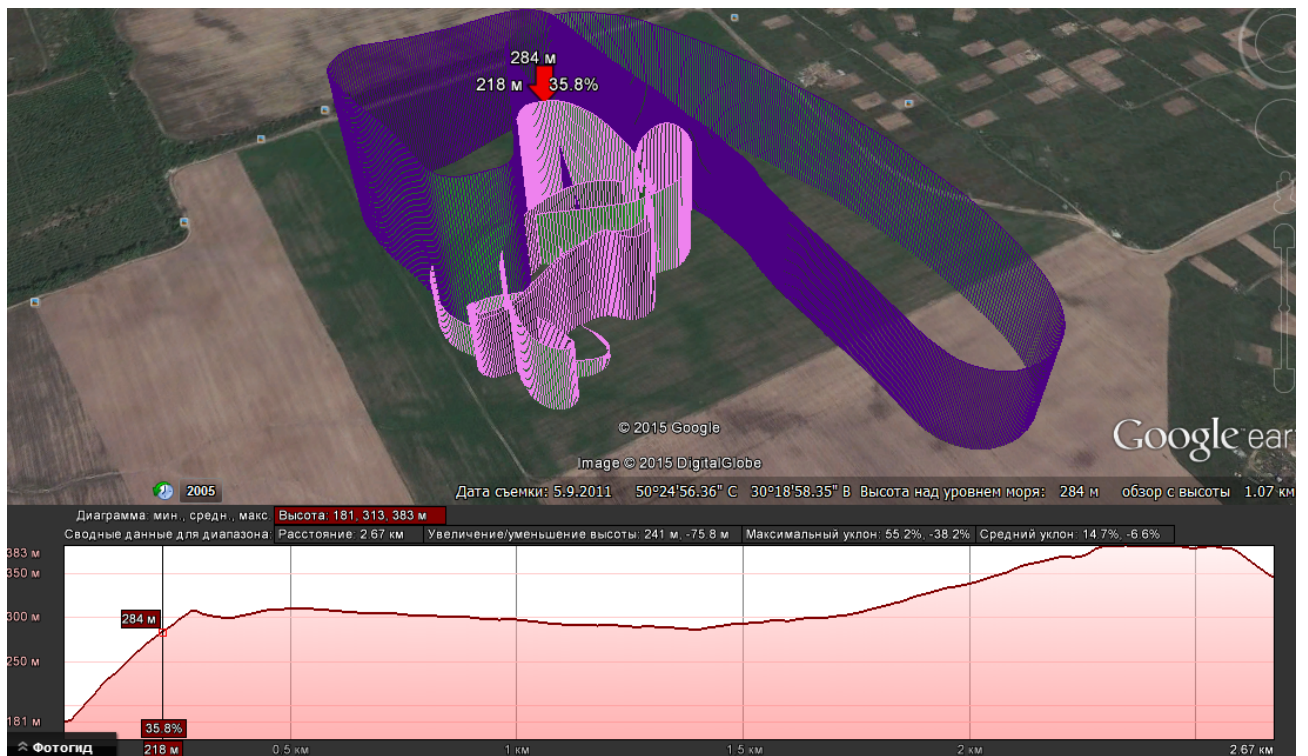 284 м
218 м 35.8%
© 2015 Google
Google ear
Image © 2015 DigitalGlobe
2005
Дата съемки: 5.9.2011 50°24'56.36" С 30°18'58.35" В Высота над уровнем моря: 284 м обзор с высоты 1.07 км
Диаграмма: мин., средн., макс. Высота: 181, 313, 383 м
Сводные данные для диапазона: Расстояние: 2.67 км Увеличение/уменьшение высоты: 241 м, -75.8 м Максимальный уклон: 55.2%, -38.2% Средний уклон: 14.7%, -6.6%
383 м
350 м
300 м
284 м
250 м
181 м
35.8%
Фотогид 218 м 0.5 км 1 км 1.5 км 2 км 2.67 км